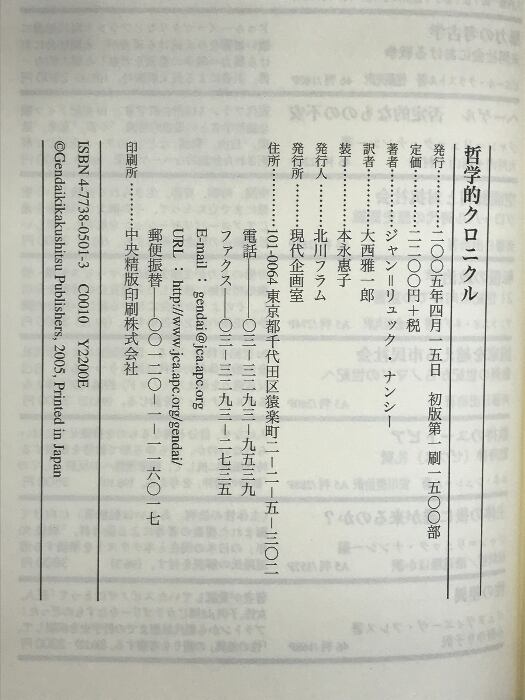 哲学的クロニクル
発行…………二〇〇五年四月一五日　初版第一刷一五〇〇部
定価…………二二〇〇円＋税
著者…………ジャン＝リュック・ナンシー
訳者…………大西雅一郎
装丁…………本永惠子
発行人………北川フラム
発行所………現代企画室
住所…………101-0064 東京都千代田区猿楽町二－二－五－三〇二
電話――〇三－三二九三－九五三九
ファクス――〇三－三二九三－二七三五
E-mail：gendai@jca.apc.org
URL：http://www.jca.apc.org/gendai/
郵便振替――〇〇一二〇－一－一一六〇一七
印刷所………中央精版印刷株式会社
ISBN 4-7738-0501-3　C0010　Y2200E
©Gendaikikakushitsu Publishers, 2005, Printed in Japan